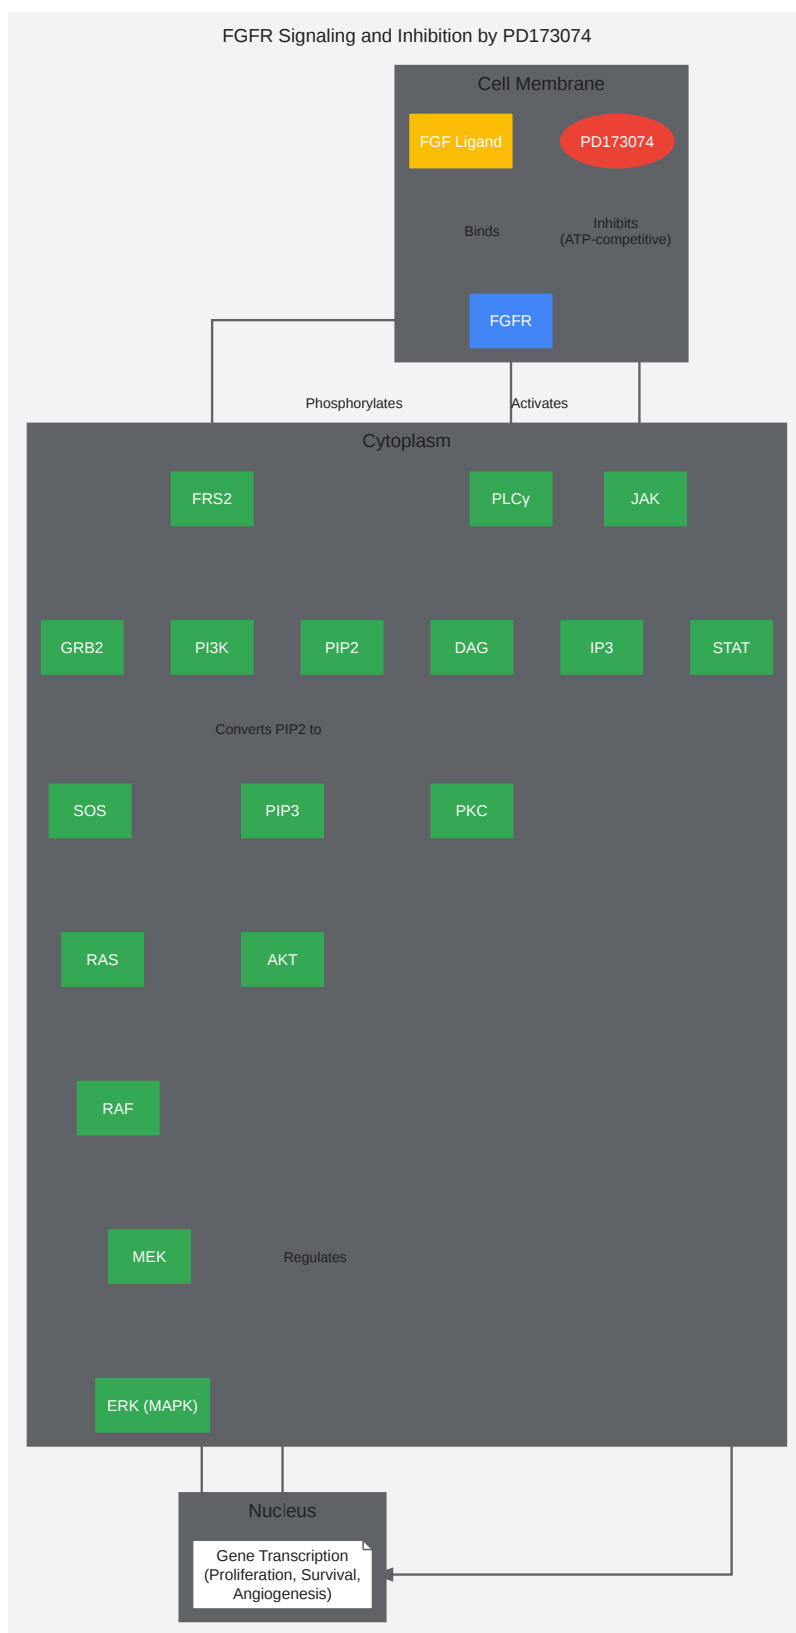 FGFR Signaling and Inhibition by PD173074
Cell Membrane
FGF Ligand
PD173074
Binds
Inhibits
(ATP-competitive)
FGFR
Phosphorylates
Activates
Cytoplasm
FRS2
PLCγ
JAK
GRB2
PI3K
PIP2
DAG
IP3
STAT
Converts PIP2 to
SOS
PIP3
PKC
RAS
AKT
RAF
MEK
Regulates
ERK (MAPK)
Nucleus
Gene Transcription
(Proliferation, Survival,
Angiogenesis)